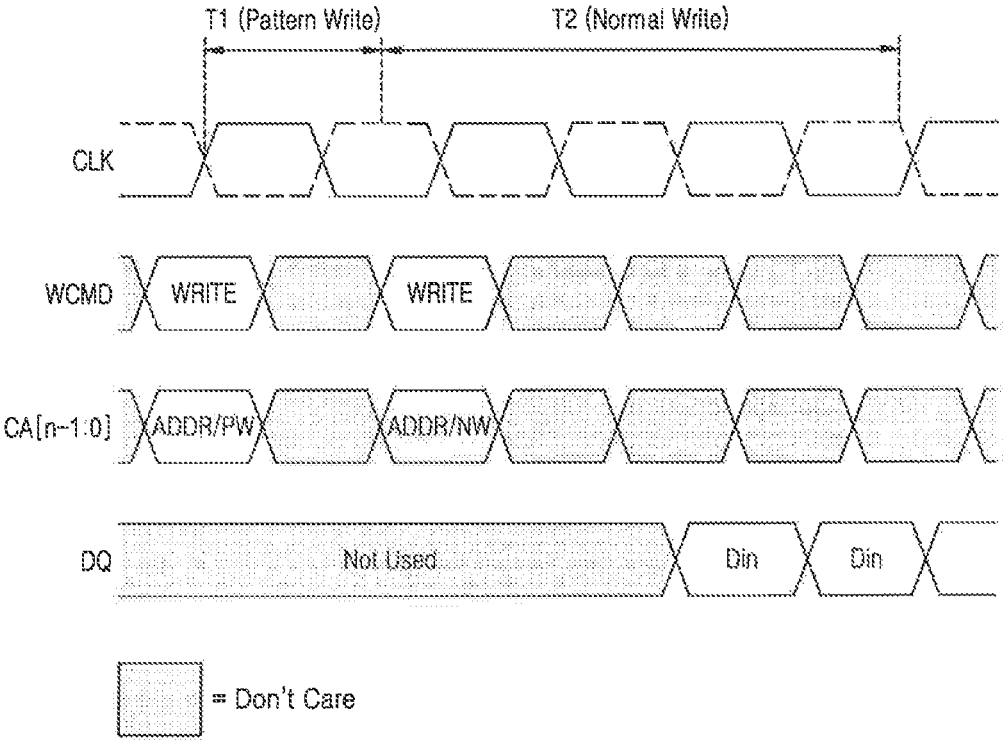 T1 (Pattern Write) T2 (Normal Write)
CLK
WCMD WRITE WRITE
CA[n-1:0] ADDR/PW ADDR/NW
DQ Not Used Din Din
= Don't Care